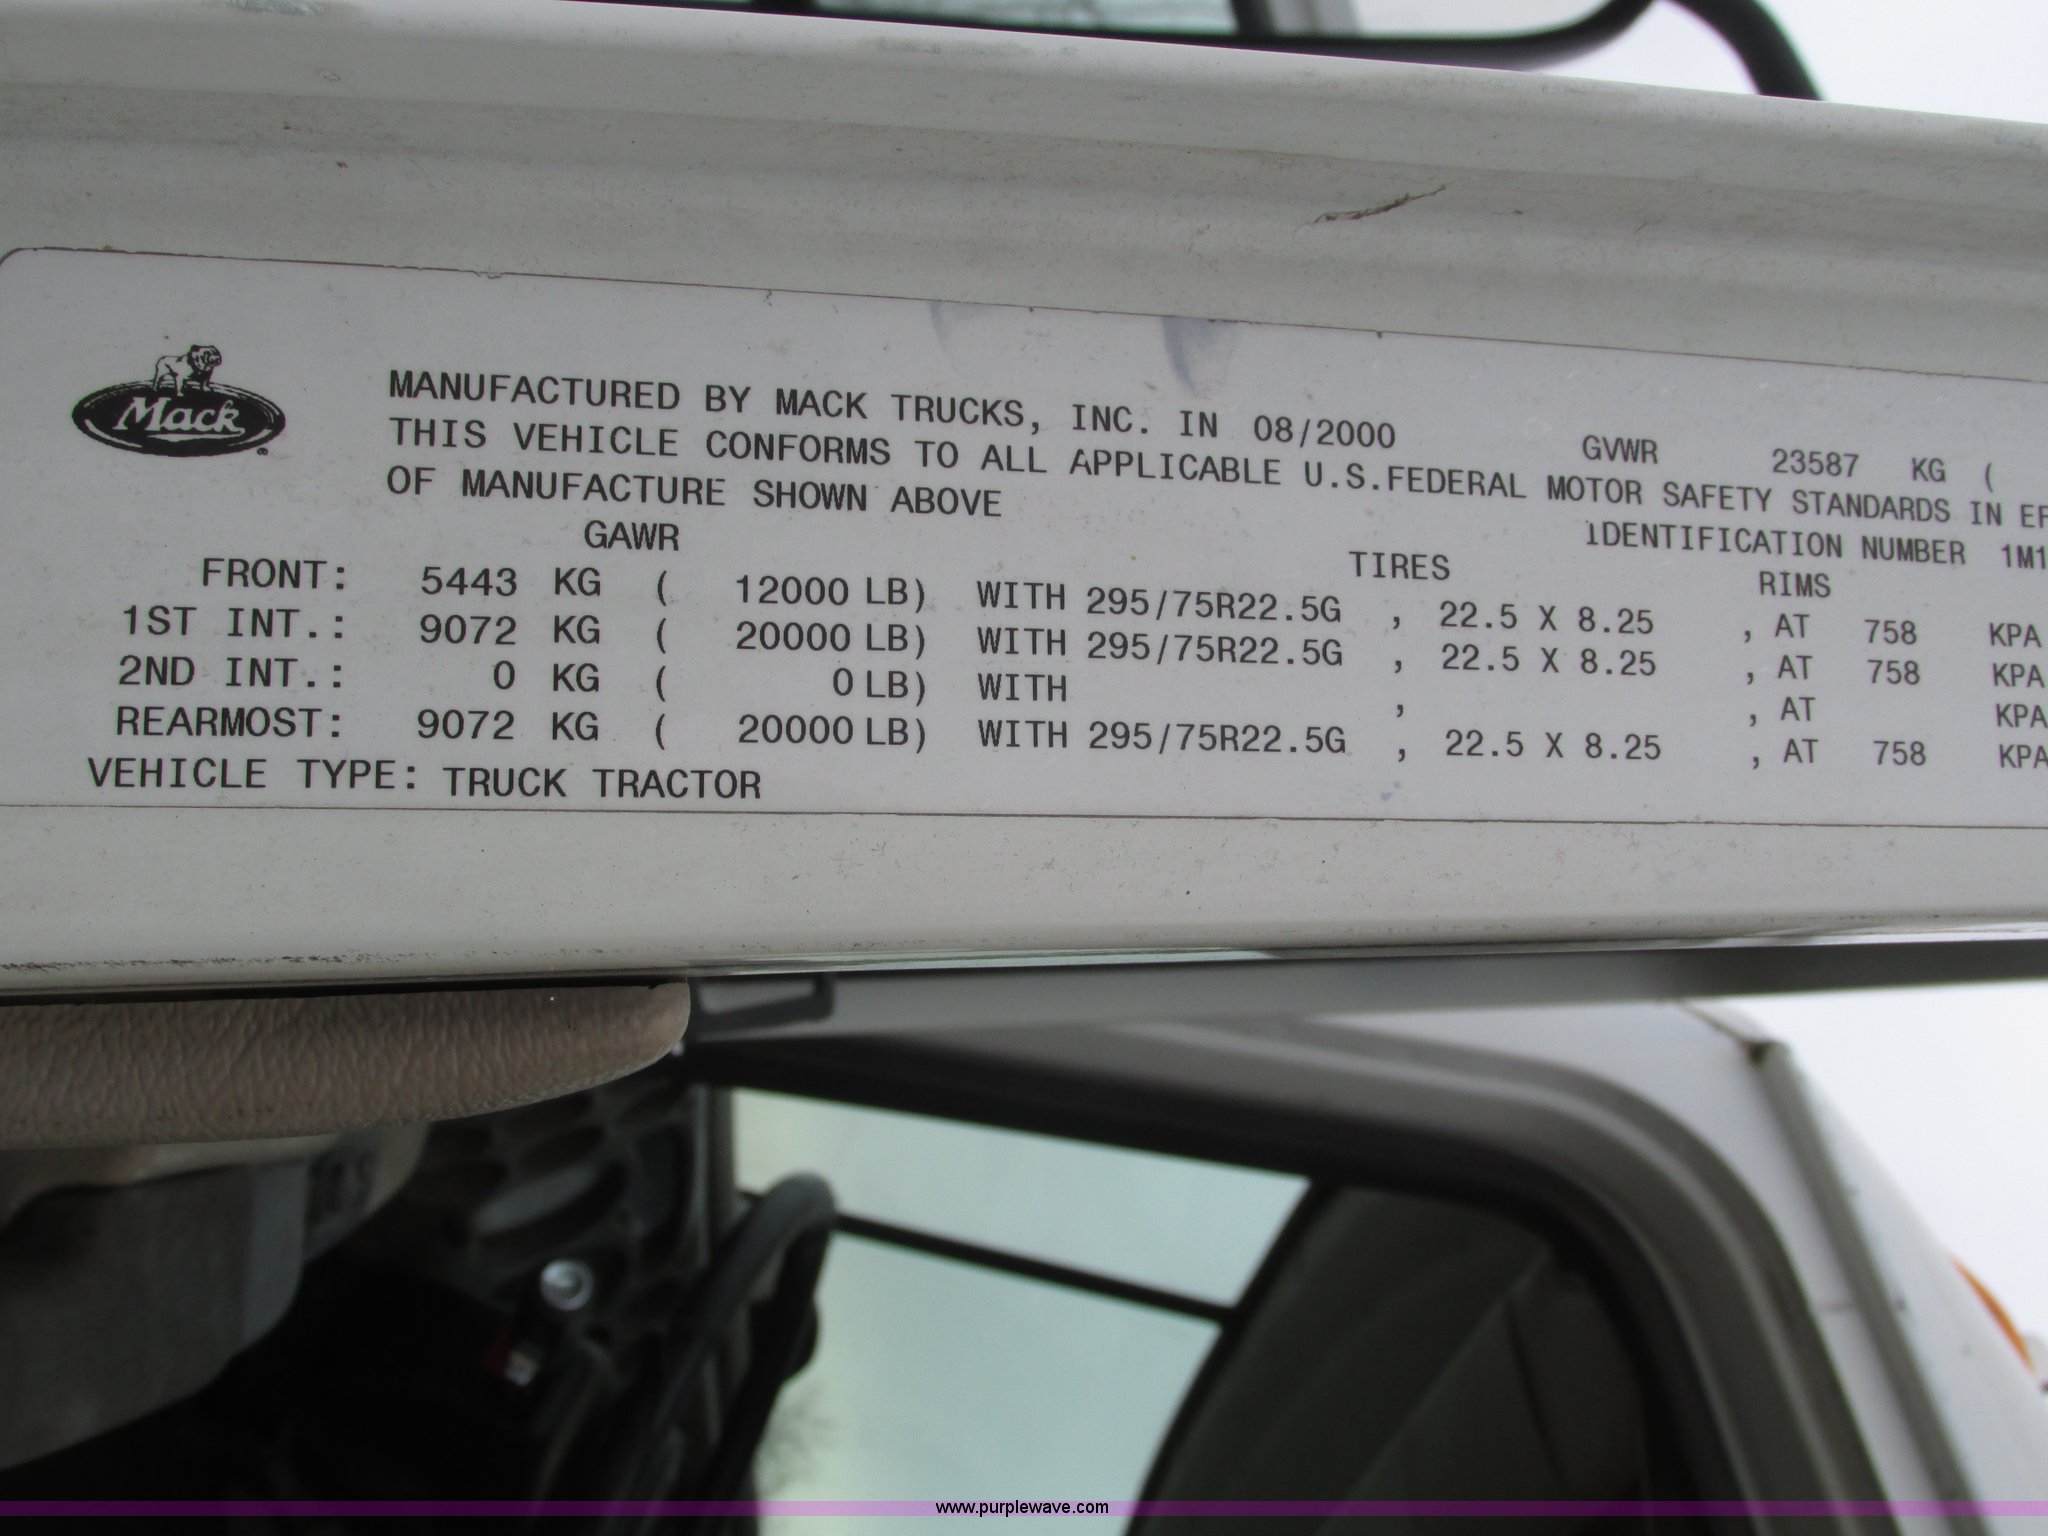 Mack
MANUFACTURED BY MACK TRUCKS, INC. IN 08/2000 GVWR 23587 KG (
THIS VEHICLE CONFORMS TO ALL APPLICABLE U.S.FEDERAL MOTOR SAFETY STANDARDS IN EF
OF MANUFACTURE SHOWN ABOVE IDENTIFICATION NUMBER 1M1
GAWR TIRES RIMS
FRONT: 5443 KG ( 12000 LB) WITH 295/75R22.5G , 22.5 X 8.25 , AT 758 KPA
1ST INT.: 9072 KG ( 20000 LB) WITH 295/75R22.5G , 22.5 X 8.25 , AT 758 KPA
2ND INT.: 0 KG ( 0 LB) WITH , , AT KPA
REARMOST: 9072 KG ( 20000 LB) WITH 295/75R22.5G , 22.5 X 8.25 , AT 758 KPA
VEHICLE TYPE: TRUCK TRACTOR
www.purplewave.com